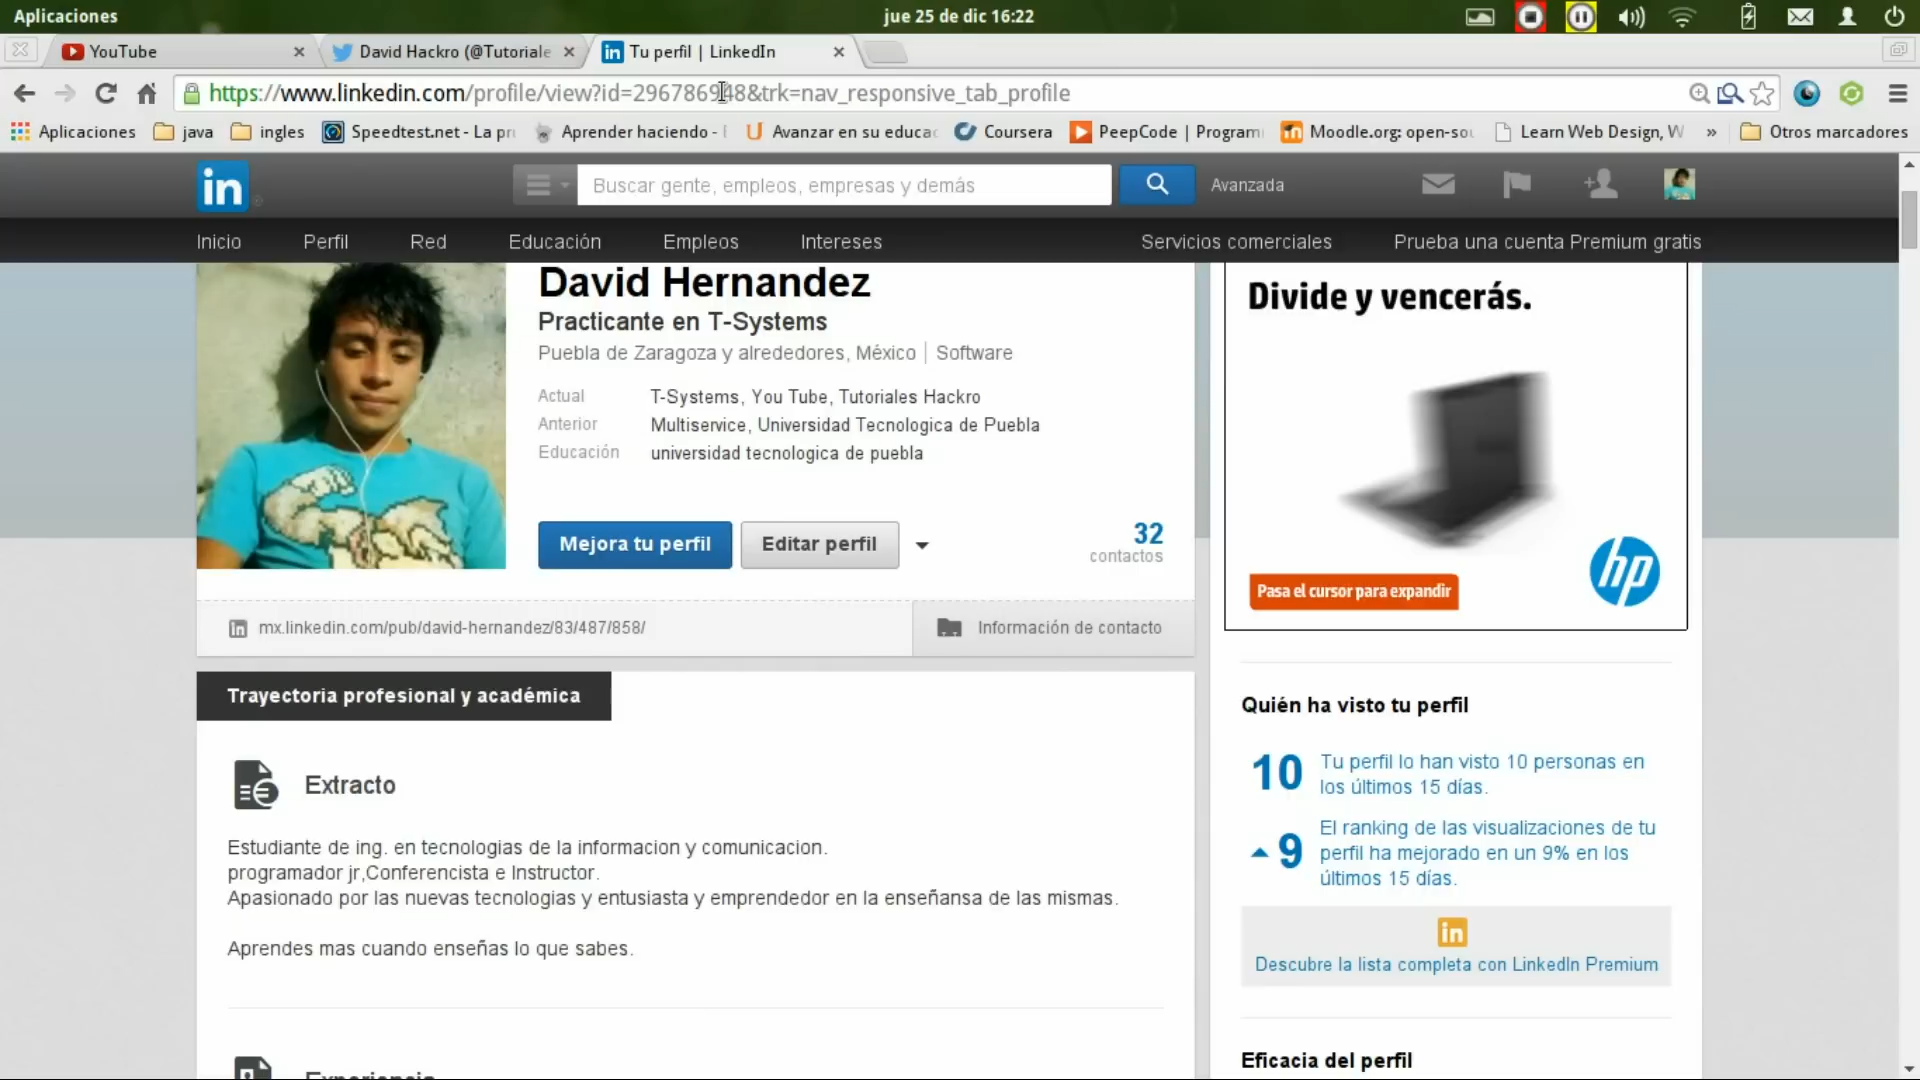 Aplicaciones
jue 25 de dic 16:22
YouTube
David Hackro (@Tutoriale
Tu perfil | LinkedIn
https://www.linkedin.com/profile/view?id=296786948&trk=nav_responsive_tab_profile
Aplicaciones
java
ingles
Speedtest.net - La pr
Aprender haciendo -
Avanzar en su educac
Coursera
PeepCode | Program
Moodle.org: open-sou
Learn Web Design, W
»
Otros marcadores
in
Buscar gente, empleos, empresas y demás
Avanzada
Inicio
Perfil
Red
Educación
Empleos
Intereses
Servicios comerciales
Prueba una cuenta Premium gratis
David Hernandez
Practicante en T-Systems
Puebla de Zaragoza y alrededores, México | Software
Actual T-Systems, You Tube, Tutoriales Hackro
Anterior Multiservice, Universidad Tecnologica de Puebla
Educación universidad tecnologica de puebla
Mejora tu perfil
Editar perfil
32
contactos
mx.linkedin.com/pub/david-hernandez/83/487/858/
Información de contacto
Trayectoria profesional y académica
Extracto
Estudiante de ing. en tecnologias de la informacion y comunicacion.
programador jr,Conferencista e Instructor.
Apasionado por las nuevas tecnologias y entusiasta y emprendedor en la enseñansa de las mismas.
Aprendes mas cuando enseñas lo que sabes.
Experiencia
Divide y vencerás.
hp
Pasa el cursor para expandir
Quién ha visto tu perfil
10 Tu perfil lo han visto 10 personas en
los últimos 15 días.
9 El ranking de las visualizaciones de tu
perfil ha mejorado en un 9% en los
últimos 15 días.
in
Descubre la lista completa con LinkedIn Premium
Eficacia del perfil